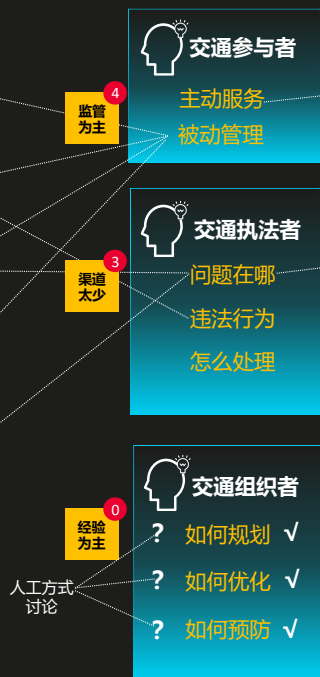 交通参与者
4
监管
为主
主动服务
被动管理
交通执法者
3
渠道
太少
问题在哪
违法行为
怎么处理
交通组织者
0
经验
为主
? 如何规划 √
人工方式
讨论
? 如何优化 √
? 如何预防 √